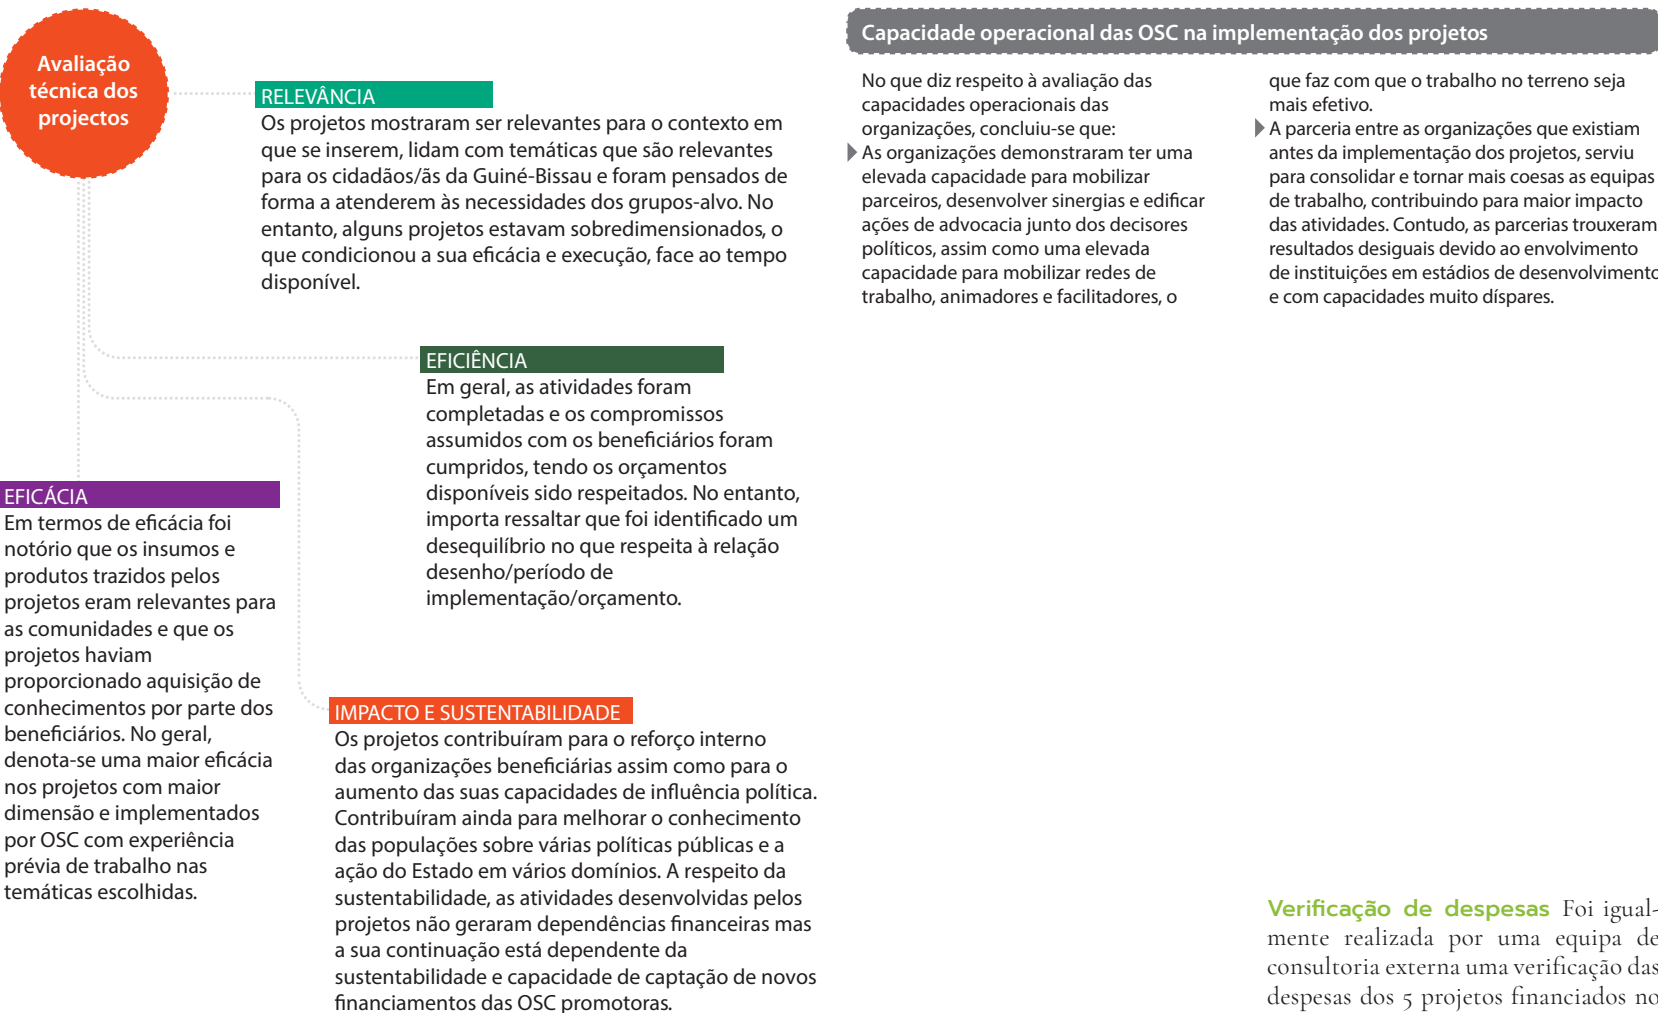 Avaliação
técnica dos
projectos
RELEVÂNCIA
Os projetos mostraram ser relevantes para o contexto em
que se inserem, lidam com temáticas que são relevantes
para os cidadãos/ãs da Guiné-Bissau e foram pensados de
forma a atenderem às necessidades dos grupos-alvo. No
entanto, alguns projetos estavam sobredimensionados, o
que condicionou a sua eficácia e execução, face ao tempo
disponível.
EFICIÊNCIA
Em geral, as atividades foram
completadas e os compromissos
assumidos com os beneficiários foram
cumpridos, tendo os orçamentos
disponíveis sido respeitados. No entanto,
importa ressaltar que foi identificado um
desequilíbrio no que respeita à relação
desenho/período de
implementação/orçamento.
EFICÁCIA
Em termos de eficácia foi
notório que os insumos e
produtos trazidos pelos
projetos eram relevantes para
as comunidades e que os
projetos haviam
proporcionado aquisição de
conhecimentos por parte dos
beneficiários. No geral,
denota-se uma maior eficácia
nos projetos com maior
dimensão e implementados
por OSC com experiência
prévia de trabalho nas
temáticas escolhidas.
IMPACTO E SUSTENTABILIDADE
Os projetos contribuíram para o reforço interno
das organizações beneficiárias assim como para o
aumento das suas capacidades de influência política.
Contribuíram ainda para melhorar o conhecimento
das populações sobre várias políticas públicas e a
ação do Estado em vários domínios. A respeito da
sustentabilidade, as atividades desenvolvidas pelos
projetos não geraram dependências financeiras mas
a sua continuação está dependente da
sustentabilidade e capacidade de captação de novos
financiamentos das OSC promotoras.
Capacidade operacional das OSC na implementação dos projetos
No que diz respeito à avaliação das
capacidades operacionais das
organizações, concluiu-se que:
As organizações demonstraram ter uma
elevada capacidade para mobilizar
parceiros, desenvolver sinergias e edificar
ações de advocacia junto dos decisores
políticos, assim como uma elevada
capacidade para mobilizar redes de
trabalho, animadores e facilitadores, o
que faz com que o trabalho no terreno seja
mais efetivo.
A parceria entre as organizações que existiam
antes da implementação dos projetos, serviu
para consolidar e tornar mais coesas as equipas
de trabalho, contribuindo para maior impacto
das atividades. Contudo, as parcerias trouxeram
resultados desiguais devido ao envolvimento
de instituições em estádios de desenvolvimento
e com capacidades muito díspares.
Verificação de despesas Foi igual-
mente realizada por uma equipa de
consultoria externa uma verificação das
despesas dos 5 projetos financiados no